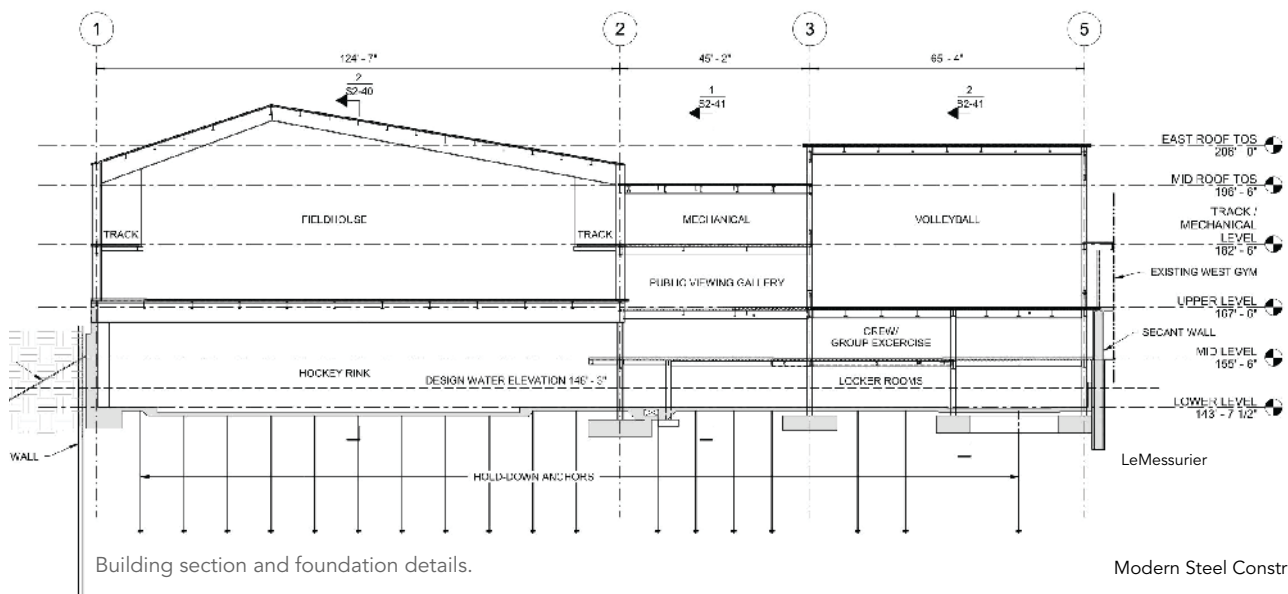 1
2
3
5
124' - 7"
45' - 2"
65' - 4"
2
S2-40
1
S2-41
2
S2-41
EAST ROOF TOS
206' - 0"
MID ROOF TOS
196' - 6"
TRACK /
MECHANICAL
LEVEL
182' - 6"
FIELDHOUSE
MECHANICAL
VOLLEYBALL
TRACK
TRACK
EXISTING WEST GYM
PUBLIC VIEWING GALLERY
UPPER LEVEL
167' - 6"
CREW/
GROUP EXCERCISE
SECANT WALL
MID LEVEL
155' - 6"
HOCKEY RINK
DESIGN WATER ELEVATION 146' - 3"
LOCKER ROOMS
LOWER LEVEL
143' - 7 1/2"
WALL
LeMessurier
HOLD-DOWN ANCHORS
Building section and foundation details.
Modern Steel Constr